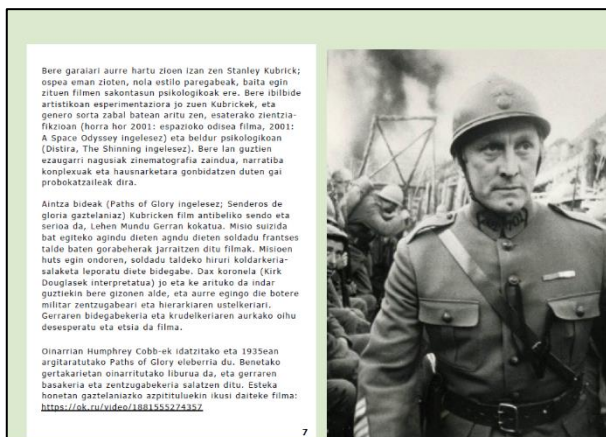 Bere garaiari aurre hartu zioen izan zen Stanley Kubrick;
ospea eman zioten, nola estilo paregabeak, baita egin
zituen filmen sakontasun psikologikoak ere. Bere ibilbide
artistikoan esperimentaziora jo zuen Kubrickek, eta
genero sorta zabal batean aritu zen, esaterako zientzia-
fikzioan (horra hor 2001: espazioko odisea filma, 2001:
A Space Odyssey ingelesez) eta beldur psikologikoan
(Distira, The Shinning ingelesez). Bere lan guztien
ezaugarri nagusiak zinematografia zaindua, narratiba
konplexuak eta hausnarketara gonbidatzen duten gai
probokatzaileak dira.
Aintza bideak (Paths of Glory ingelesez; Senderos de
gloria gaztelaniaz) Kubricken film antibeliko sendo eta
serioa da, Lehen Mundu Gerran kokatua. Misio suizida
bat egiteko agindu dieten agndu dieten soldadu frantses
talde baten gorabeherak jarraitzen ditu filmak. Misioen
huts egin ondoren, soldadu taldeko hiruri koldarkeria-
salaketa leporatu diete bidegabe. Dax koronela (Kirk
Douglasek interpretatua) jo eta ke arituko da indar
guztiekin bere gizonen alde, eta aurre egingo die botere
militar zentzugabeari eta hierarkiaren ustelkeriari.
Gerraren bidegabekeria eta krudelkeriaren aurkako oihu
desesperatu eta etsia da filma.
Oinarrian Humphrey Cobb-ek idatzitako eta 1935ean
argitaratutako Paths of Glory eleberria du. Benetako
gertakarietan oinarritutako liburua da, eta gerraren
basakeria eta zentzugabekeria salatzen ditu. Esteka
honetan gaztelaniazko azpitituluekin ikusi daiteke filma:
https://ok.ru/video/1881555274357
7